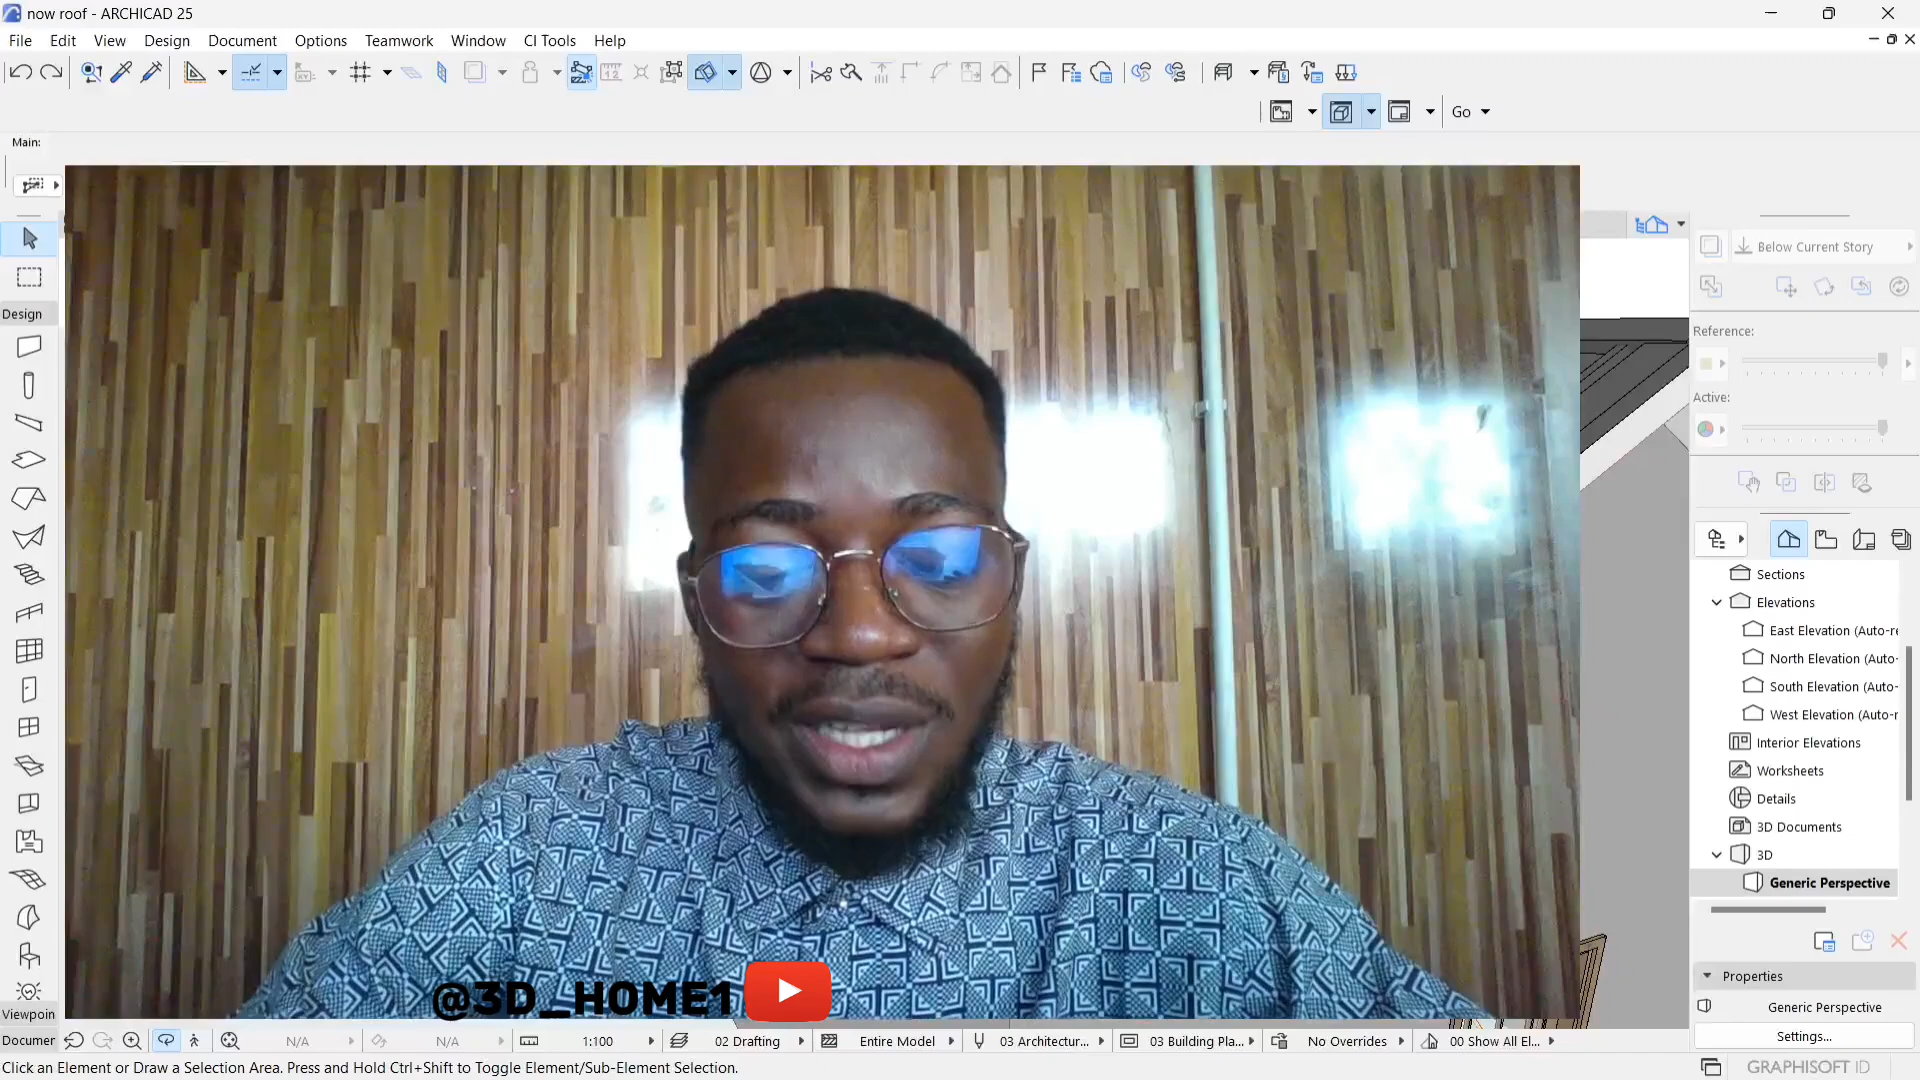 now roof - ARCHICAD 25
File Edit View Design Document Options Teamwork Window CI Tools Help
Go
Main:
Design
Below Current Story
Reference:
Active:
Sections
Elevations
East Elevation (Auto-re
North Elevation (Auto-
South Elevation (Auto-
West Elevation (Auto-r
Interior Elevations
Worksheets
Details
3D Documents
3D
Generic Perspective
Properties
Generic Perspective
Settings...
@3D_HOME1
Viewpoin
Documer
N/A
N/A
1:100
02 Drafting
Entire Model
03 Architectur...
03 Building Pla...
No Overrides
00 Show All El...
Click an Element or Draw a Selection Area. Press and Hold Ctrl+Shift to Toggle Element/Sub-Element Selection.
GRAPHISOFT ID